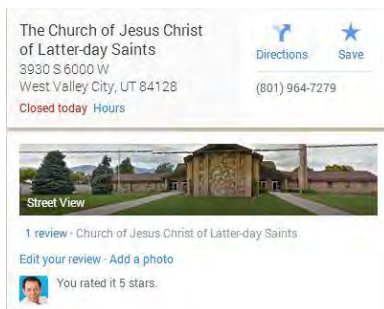 The Church of Jesus Christ
of Latter-day Saints
3930 S 6000 W
West Valley City, UT 84128
Closed today Hours
Directions Save
(801) 964-7279
Street View
1 review · Church of Jesus Christ of Latter-day Saints
Edit your review · Add a photo
You rated it 5 stars.